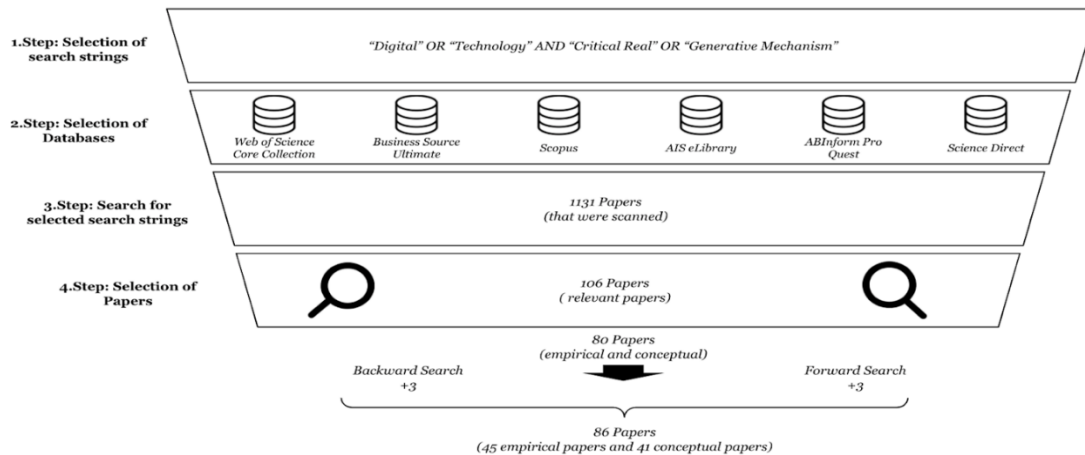 1.Step: Selection of
search strings
“Digital” OR “Technology” AND “Critical Real” OR “Generative Mechanism”
2.Step: Selection of
Databases
Web of Science
Core Collection
Business Source
Ultimate
Scopus
AIS eLibrary
ABInform Pro
Quest
Science Direct
3.Step: Search for
selected search strings
1131 Papers
(that were scanned)
4.Step: Selection of
Papers
106 Papers
( relevant papers)
80 Papers
(empirical and conceptual)
Backward Search
+3
Forward Search
+3
86 Papers
(45 empirical papers and 41 conceptual papers)